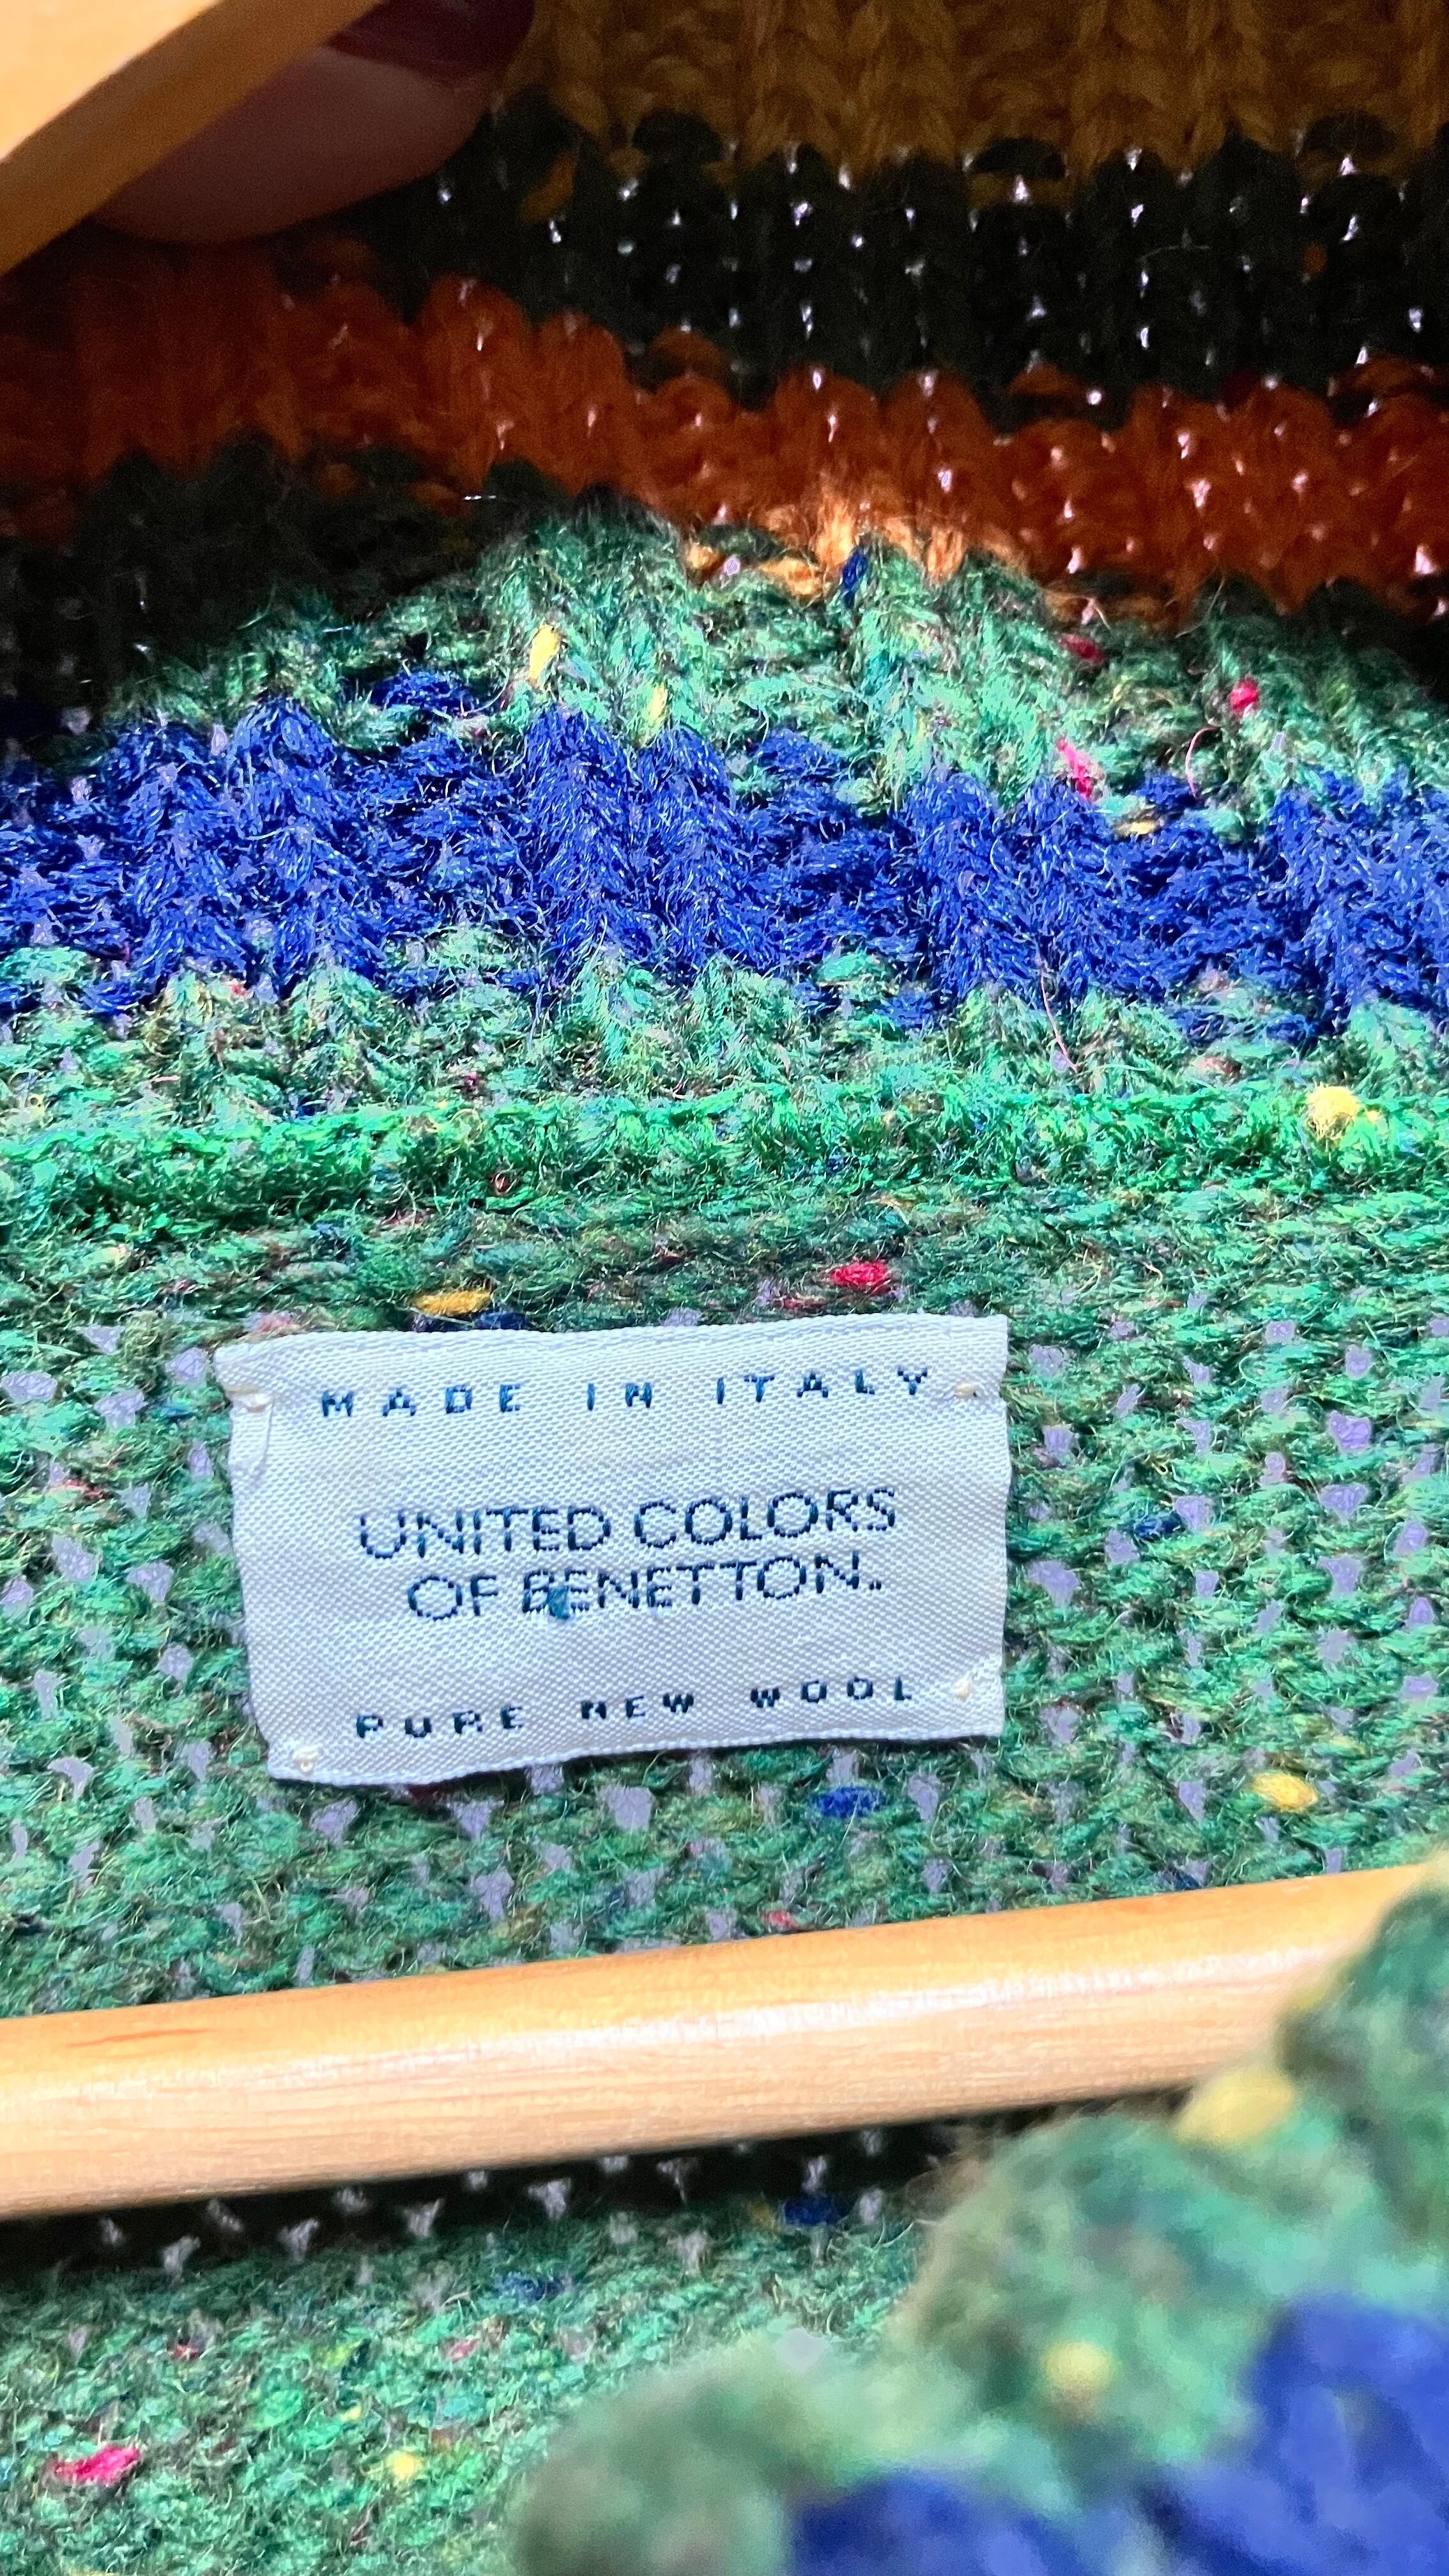 MADE IN ITALY
UNITED COLORS
OF BENETTON.
PURE NEW WOOL